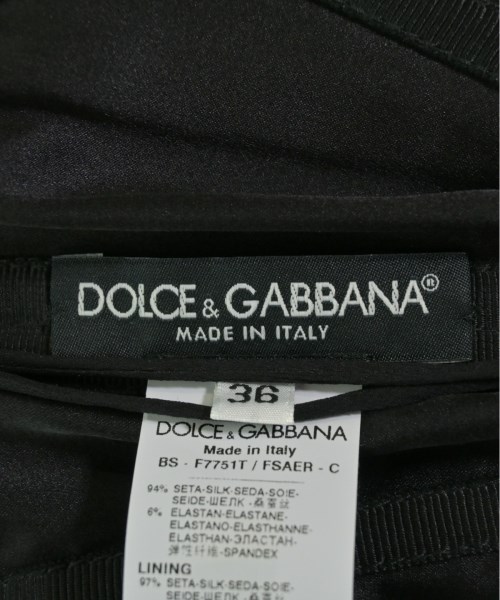 DOLCE & GABBANA®
MADE IN ITALY
36
DOLCE & GABBANA
Made in Italy
BS - F7751T / FSAER - C
94% SETA-SILK-SEDA-SOIE-
SEIDE-ШЕЛК -桑蚕丝
6% ELASTAN-ELASTANE-
ELASTANO-ELASTHANNE-
ELASTHAN-ЭЛАСТАН-
弹性纤维-SPANDEX
LINING
97% SETA-SILK-SEDA-SOIE-